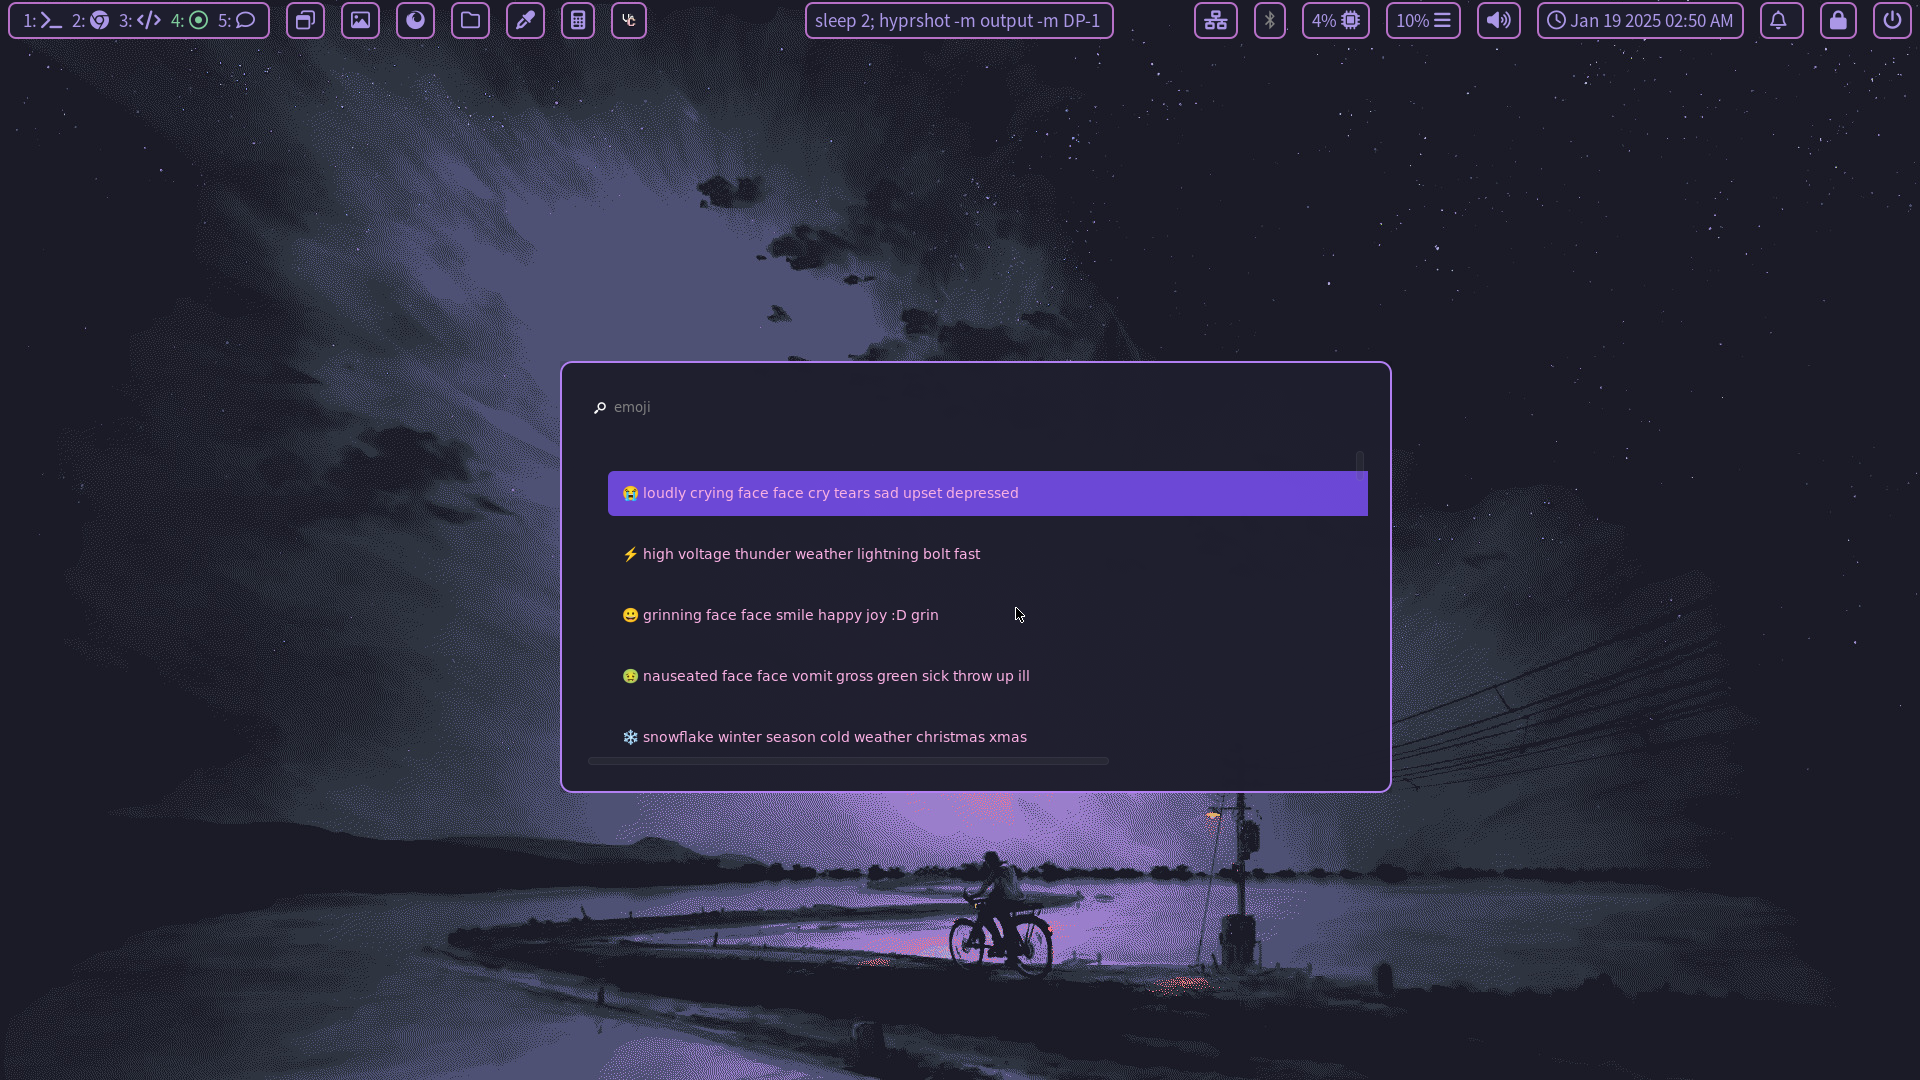 1: 2: 3: 4: 5:
sleep 2; hyprshot -m output -m DP-1
4% 10% Jan 19 2025 02:50 AM
emoji
😭 loudly crying face face cry tears sad upset depressed
⚡ high voltage thunder weather lightning bolt fast
😀 grinning face face smile happy joy :D grin
🤢 nauseated face face vomit gross green sick throw up ill
❄️ snowflake winter season cold weather christmas xmas